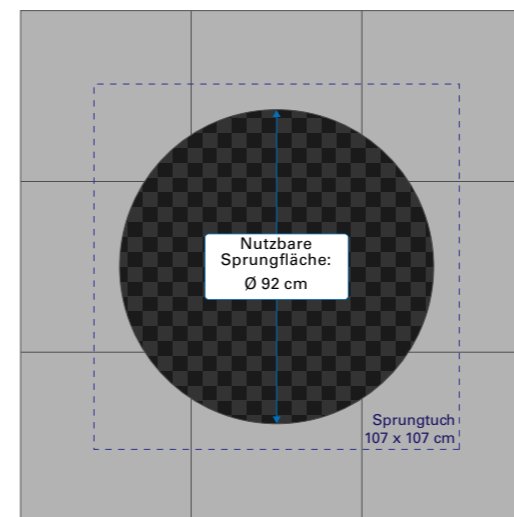 Nutzbare
Sprungfläche:
Ø 92 cm
Sprungtuch
107 x 107 cm